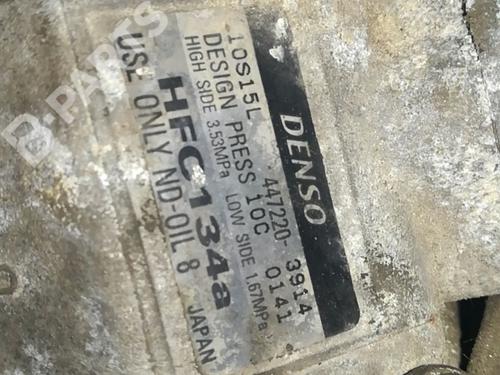 DENSO
447220-3914
10S15L 0141
DESIGN PRESS 10C
HIGH SIDE 3.53MPa LOW SIDE 1.67MPa
HFC134a
USE ONLY ND-OIL 8 JAPAN
B-PARTS